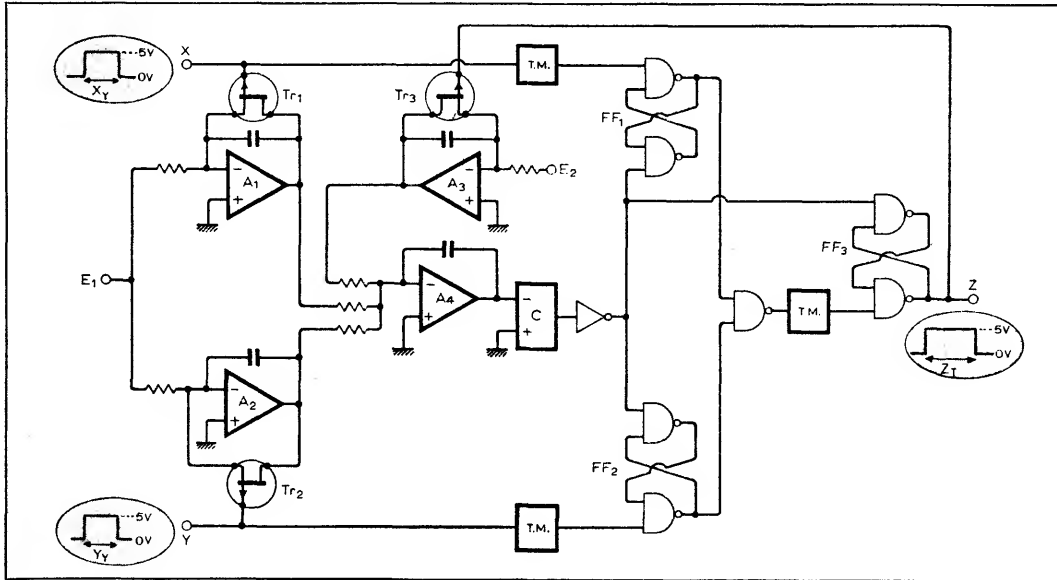 X
5V
0V
X_Y
Tr1
Tr3
T.M.
FF1
A1
-
+
A3
-
+
E2
E1
A4
-
+
C
-
+
FF3
T.M.
Z
5V
0V
Z_T
A2
-
+
FF2
Tr2
5V
0V
Y_Y
Y
T.M.